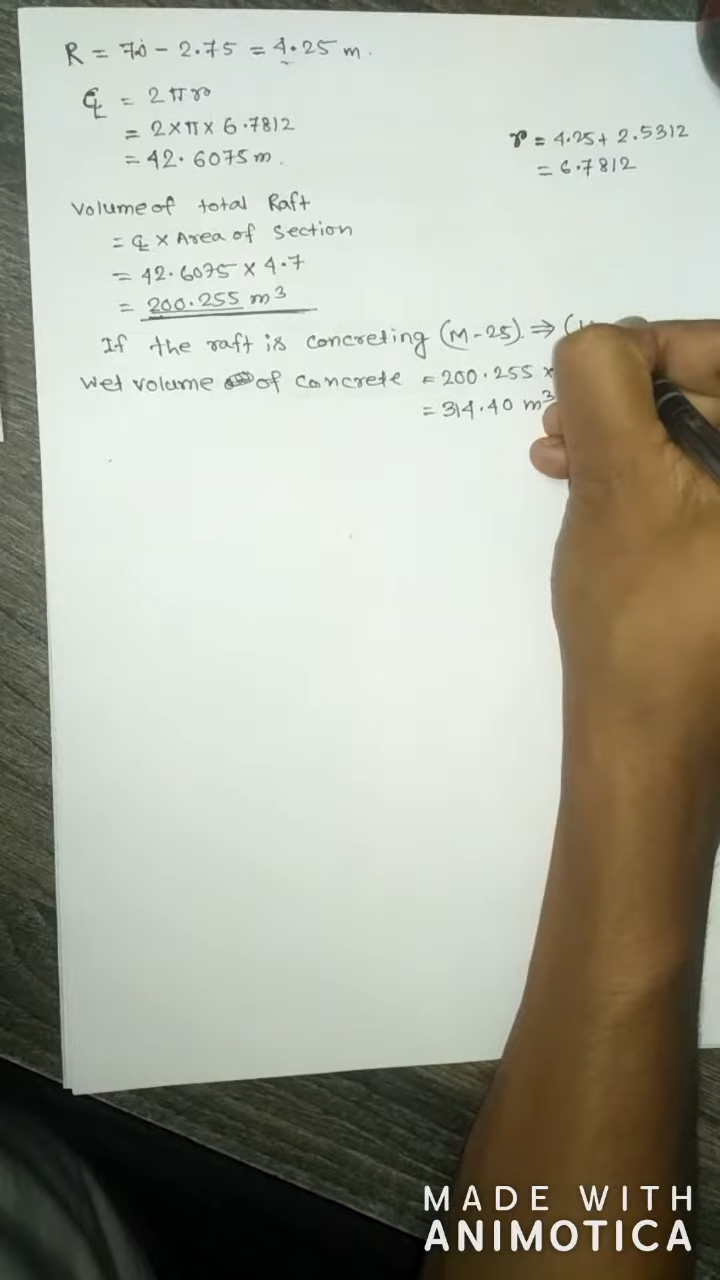 R = 7.0 - 2.75 = 4.25 m.
℄ = 2πr
= 2×π× 6.7812
= 42.6075 m.
r = 4.25 + 2.5312
= 6.7812
Volume of total Raft
= ℄ × Area of Section
= 42.6075 × 4.7
= 200.255 m³
If the raft is concreting (M-25). ⇒ (
Wet volume of concrete = 200.255 ×
= 314.40 m³
MADE WITH
ANIMOTICA